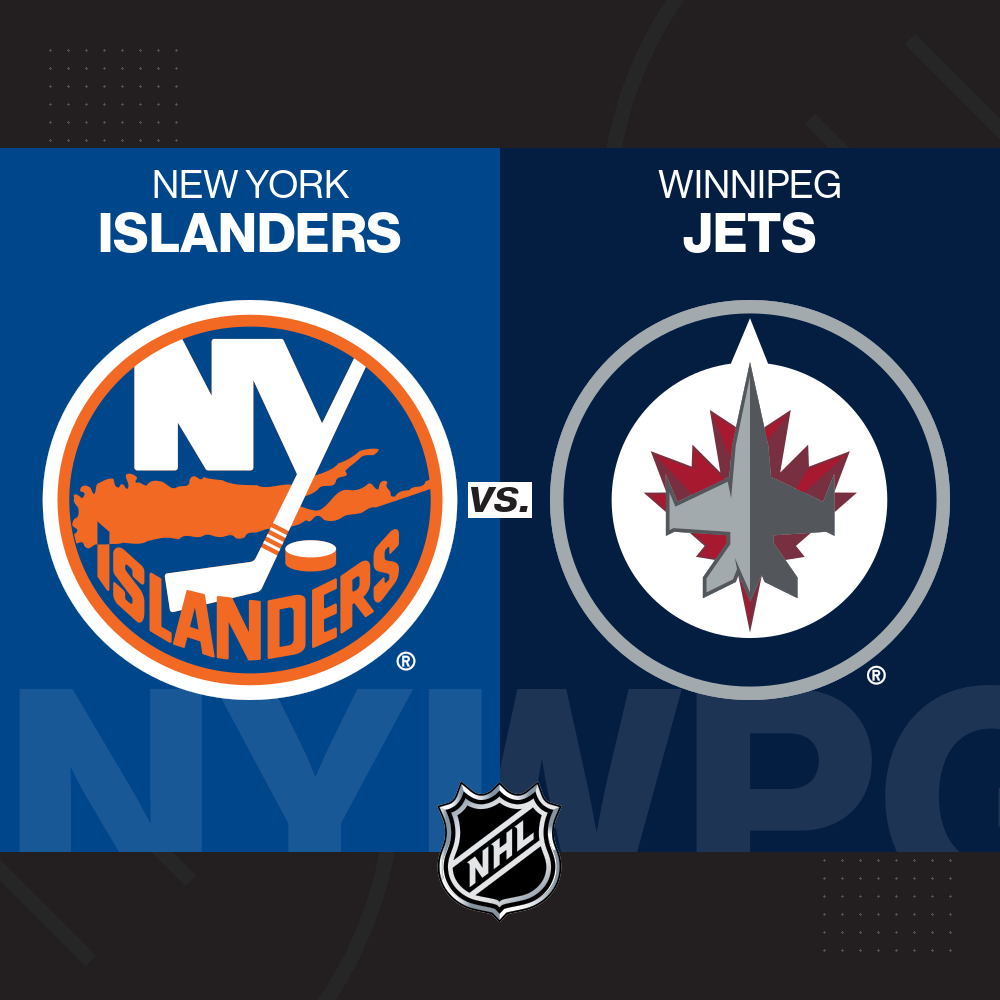 NEW YORK
ISLANDERS
WINNIPEG
JETS
NY
ISLANDERS
®
VS.
®
NYI
WPG
NHL